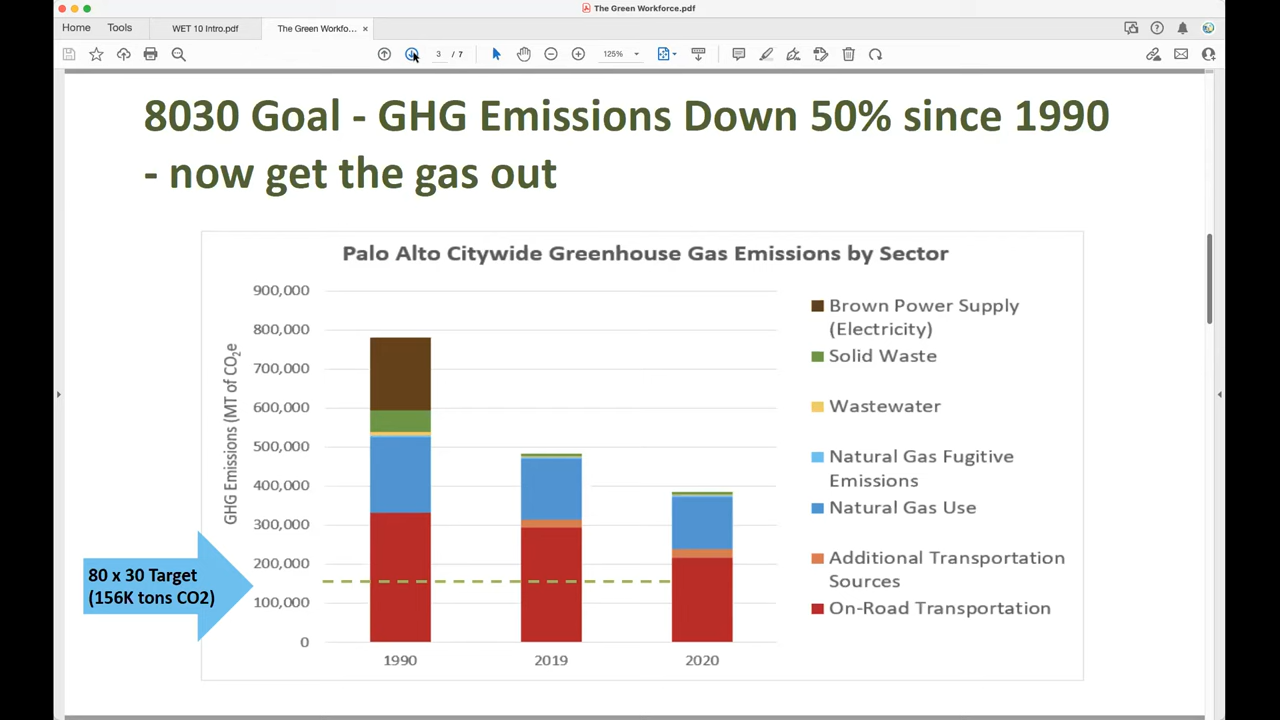 The Green Workforce.pdf
Home Tools WET 10 Intro.pdf The Green Workfo... ×
3 / 7 125%
8030 Goal - GHG Emissions Down 50% since 1990
- now get the gas out
Palo Alto Citywide Greenhouse Gas Emissions by Sector
GHG Emissions (MT of CO2e
900,000
800,000
700,000
600,000
500,000
400,000
300,000
200,000
100,000
0
1990 2019 2020
Brown Power Supply
(Electricity)
Solid Waste
Wastewater
Natural Gas Fugitive
Emissions
Natural Gas Use
Additional Transportation
Sources
On-Road Transportation
80 x 30 Target
(156K tons CO2)